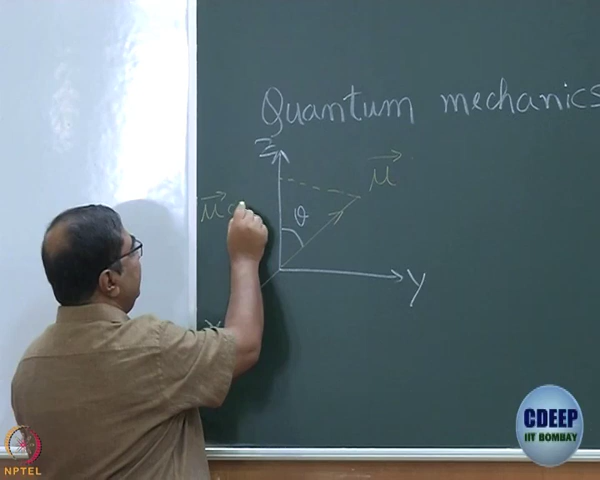 Quantum mechanics
Z
μ
μ
θ
Y
X
CDEEP
IIT BOMBAY
NPTEL